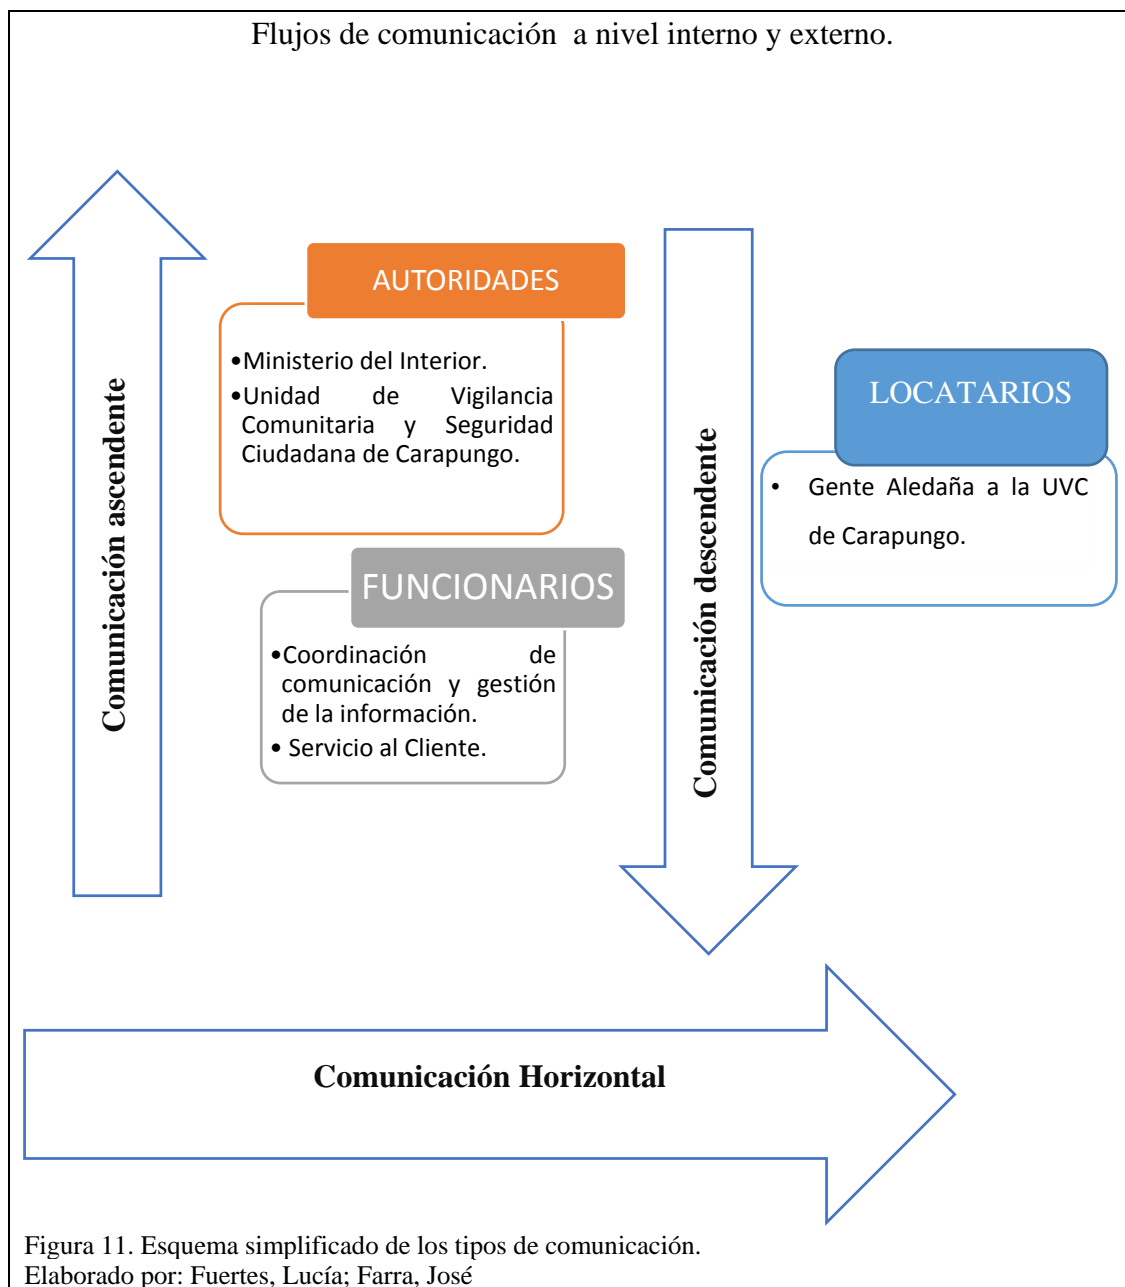 Flujos de comunicación a nivel interno y externo.
Comunicación ascendente
AUTORIDADES
•Ministerio del Interior.
•Unidad de Vigilancia
Comunitaria y Seguridad
Ciudadana de Carapungo.
FUNCIONARIOS
•Coordinación de
comunicación y gestión
de la información.
• Servicio al Cliente.
Comunicación descendente
LOCATARIOS
• Gente Aledaña a la UVC
de Carapungo.
Comunicación Horizontal
Figura 11. Esquema simplificado de los tipos de comunicación.
Elaborado por: Fuertes, Lucía; Farra, José